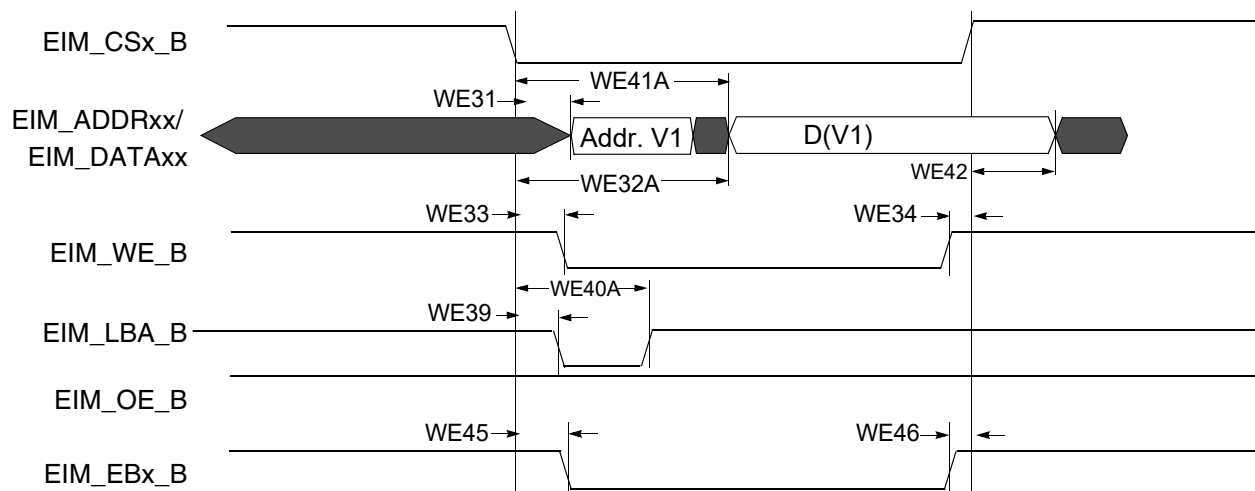 EIM_CSx_B
WE41A
WE31
EIM_ADDRxx/
EIM_DATAxx
Addr. V1
D(V1)
WE42
WE32A
WE33
WE34
EIM_WE_B
WE40A
WE39
EIM_LBA_B
EIM_OE_B
WE45
WE46
EIM_EBx_B